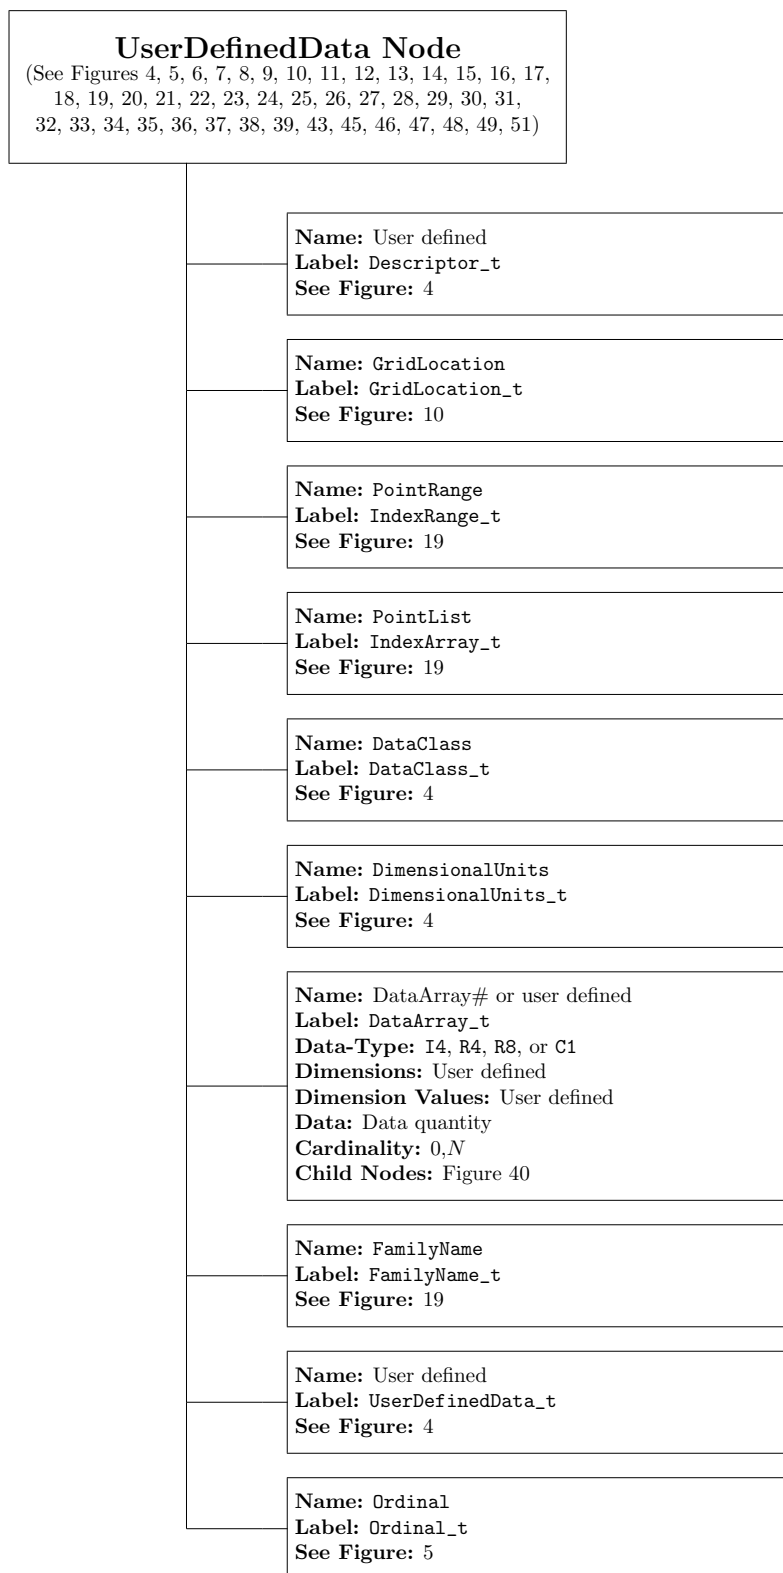 UserDefinedData Node
(See Figures 4, 5, 6, 7, 8, 9, 10, 11, 12, 13, 14, 15, 16, 17,
18, 19, 20, 21, 22, 23, 24, 25, 26, 27, 28, 29, 30, 31,
32, 33, 34, 35, 36, 37, 38, 39, 43, 45, 46, 47, 48, 49, 51)
Name: User defined
Label: Descriptor_t
See Figure: 4
Name: GridLocation
Label: GridLocation_t
See Figure: 10
Name: PointRange
Label: IndexRange_t
See Figure: 19
Name: PointList
Label: IndexArray_t
See Figure: 19
Name: DataClass
Label: DataClass_t
See Figure: 4
Name: DimensionalUnits
Label: DimensionalUnits_t
See Figure: 4
Name: DataArray# or user defined
Label: DataArray_t
Data-Type: I4, R4, R8, or C1
Dimensions: User defined
Dimension Values: User defined
Data: Data quantity
Cardinality: 0,N
Child Nodes: Figure 40
Name: FamilyName
Label: FamilyName_t
See Figure: 19
Name: User defined
Label: UserDefinedData_t
See Figure: 4
Name: Ordinal
Label: Ordinal_t
See Figure: 5